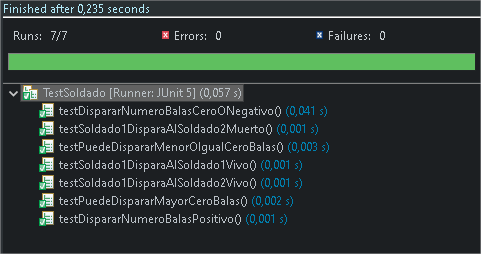 Finished after 0,235 seconds
Runs: 7/7 Errors: 0 Failures: 0
TestSoldado [Runner: JUnit 5] (0,057 s)
testDispararNumeroBalasCeroONegativo() (0,041 s)
testSoldado1DisparaAlSoldado2Muerto() (0,001 s)
testPuedeDispararMenorOIgualCeroBalas() (0,003 s)
testSoldado1DisparaAlSoldado1Vivo() (0,001 s)
testSoldado1DisparaAlSoldado2Vivo() (0,001 s)
testPuedeDispararMayorCeroBalas() (0,002 s)
testDispararNumeroBalasPositivo() (0,001 s)